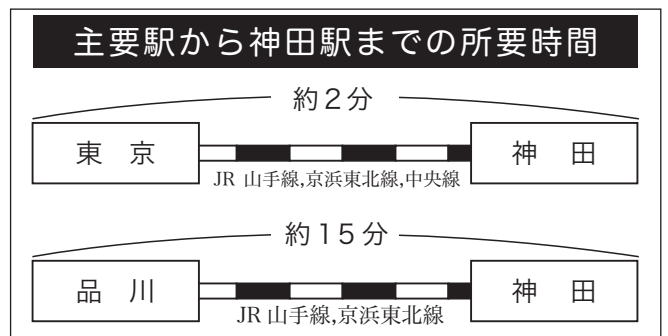 主要駅から神田駅までの所要時間
約2分
東 京
神 田
JR 山手線,京浜東北線,中央線
約15分
品 川
神 田
JR 山手線,京浜東北線